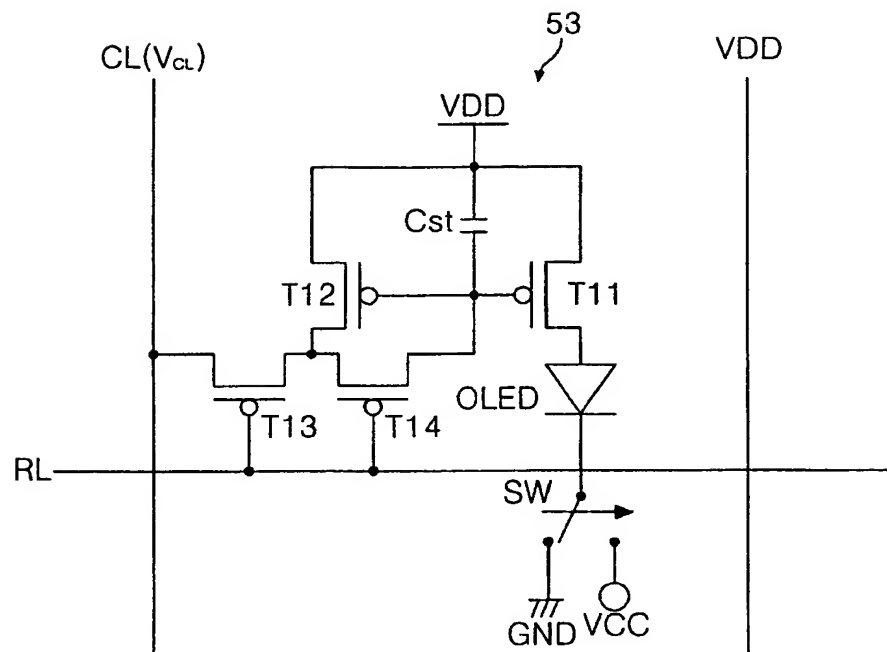 53
CL(VCL)
VDD
VDD
Cst
T12
T11
OLED
T13
T14
RL
SW
GND
VCC